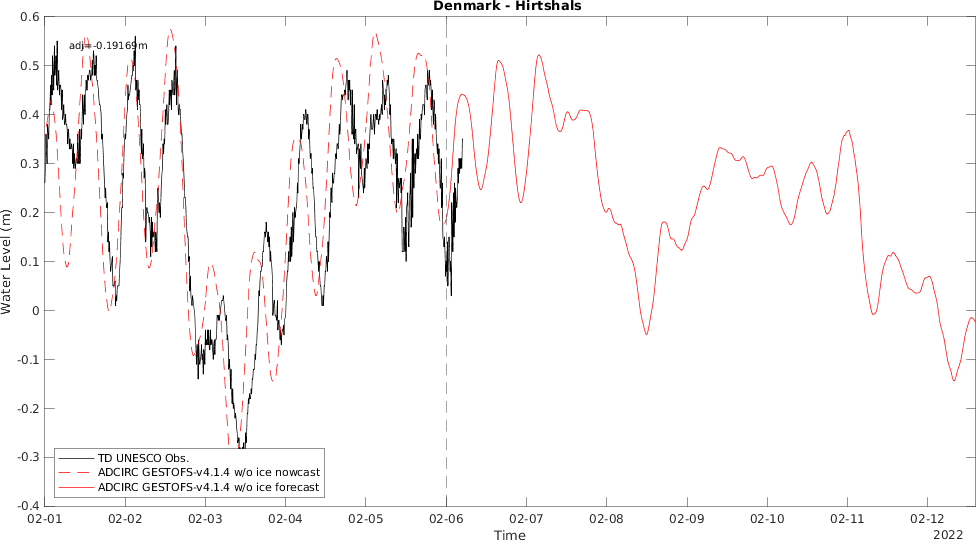 Denmark - Hirtshals
adj=-0.19169m
Water Level (m)
0.6
0.5
0.4
0.3
0.2
0.1
0
-0.1
-0.2
-0.3
-0.4
TD UNESCO Obs.
ADCIRC GESTOFS-v4.1.4 w/o ice nowcast
ADCIRC GESTOFS-v4.1.4 w/o ice forecast
02-01 02-02 02-03 02-04 02-05 02-06 02-07 02-08 02-09 02-10 02-11 02-12
Time
2022